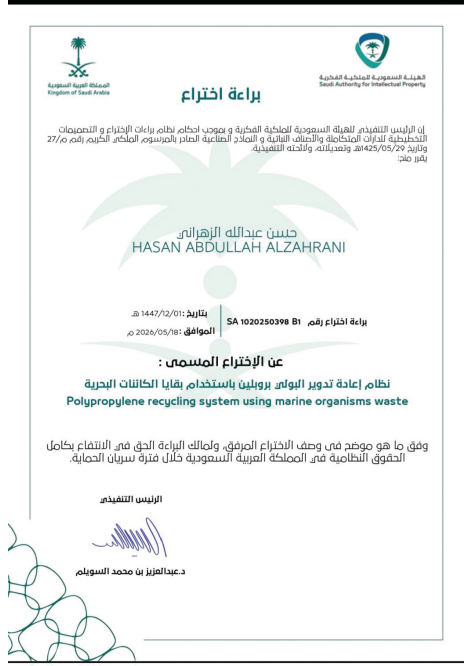 المملكة العربية السعودية
Kingdom of Saudi Arabia
الهيئة السعودية للملكية الفكرية
Saudi Authority for Intellectual Property
براءة اختراع
إن الرئيس التنفيذي للهيئة السعودية للملكية الفكرية و بموجب احكام نظام براءات الإختراع و التصميمات
التخطيطية للدارات المتكاملة والأصناف النباتية و النماذج الصناعية الصادر بالمرسوم الملكي الكريم رقم م/27
وتاريخ 1425/05/29هـ وتعديلاته، ولائحته التنفيذية.
يقرر منح:
حسن عبدالله الزهراني
HASAN ABDULLAH ALZAHRANI
براءة اختراع رقم SA 1020250398 B1
بتاريخ :1447/12/01 هـ
الموافق :2026/05/18 م
عن الإختراع المسمى :
نظام إعادة تدوير البولي بروبلين باستخدام بقايا الكائنات البحرية
Polypropylene recycling system using marine organisms waste
وفق ما هو موضح في وصف الاختراع المرفق، ولمالك البراءة الحق في الانتفاع بكامل
الحقوق النظامية في المملكة العربية السعودية خلال فترة سريان الحماية.
الرئيس التنفيذي
د.عبدالعزيز بن محمد السويلم